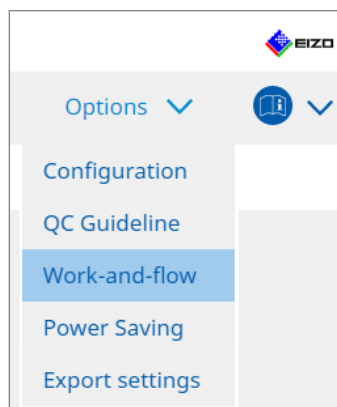 EIZO
Options
Configuration
QC Guideline
Work-and-flow
Power Saving
Export settings